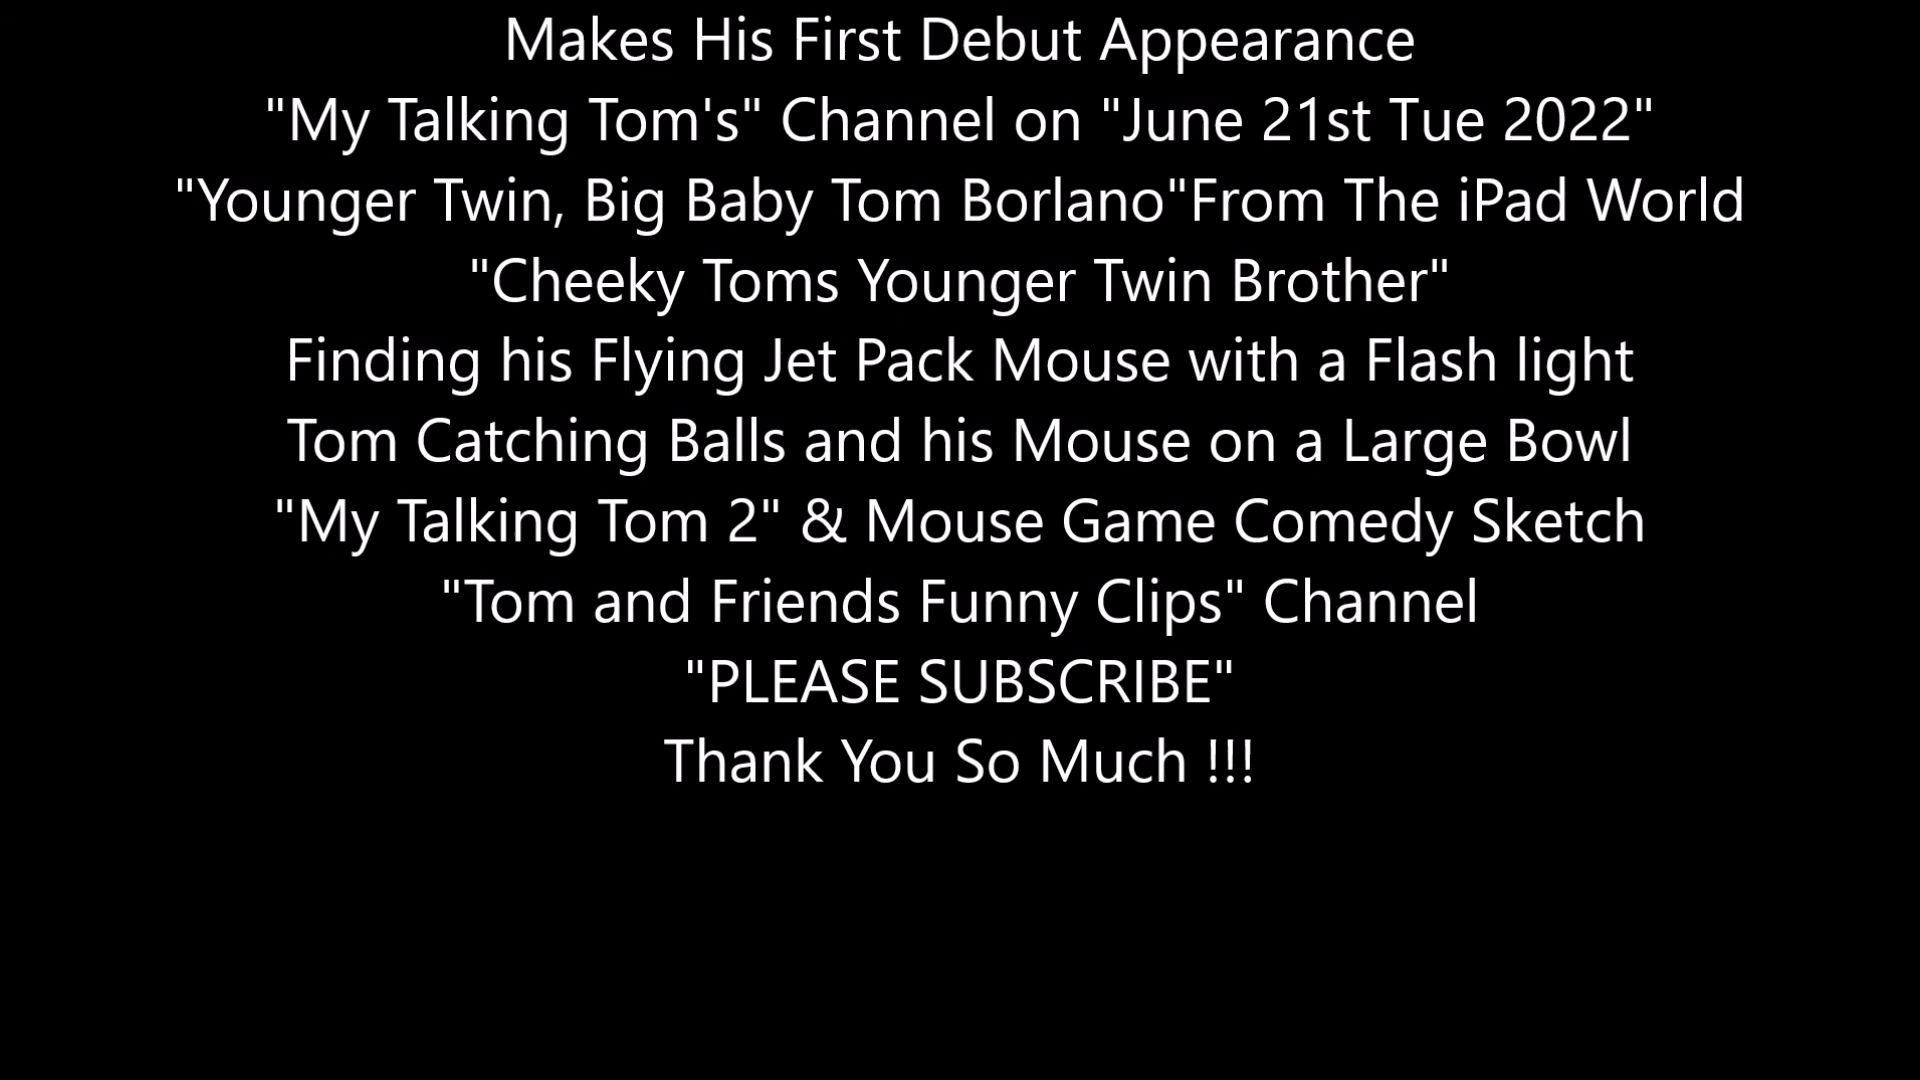 Makes His First Debut Appearance
"My Talking Tom's" Channel on "June 21st Tue 2022"
"Younger Twin, Big Baby Tom Borlano"From The iPad World
"Cheeky Toms Younger Twin Brother"
Finding his Flying Jet Pack Mouse with a Flash light
Tom Catching Balls and his Mouse on a Large Bowl
"My Talking Tom 2" & Mouse Game Comedy Sketch
"Tom and Friends Funny Clips" Channel
"PLEASE SUBSCRIBE"
Thank You So Much !!!